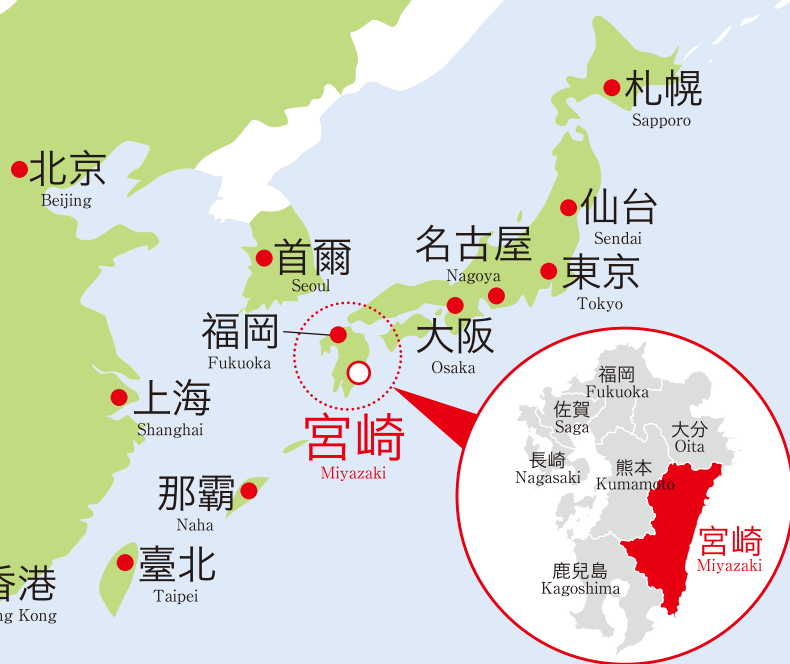 札幌
Sapporo
北京
Beijing
仙台
Sendai
名古屋
Nagoya
首爾
Seoul
東京
Tokyo
福岡
Fukuoka
大阪
Osaka
上海
Shanghai
宮崎
Miyazaki
那霸
Naha
臺北
Taipei
香港
ng Kong
福岡
Fukuoka
佐賀
Saga
大分
Oita
長崎
Nagasaki
熊本
Kumamoto
宮崎
Miyazaki
鹿兒島
Kagoshima